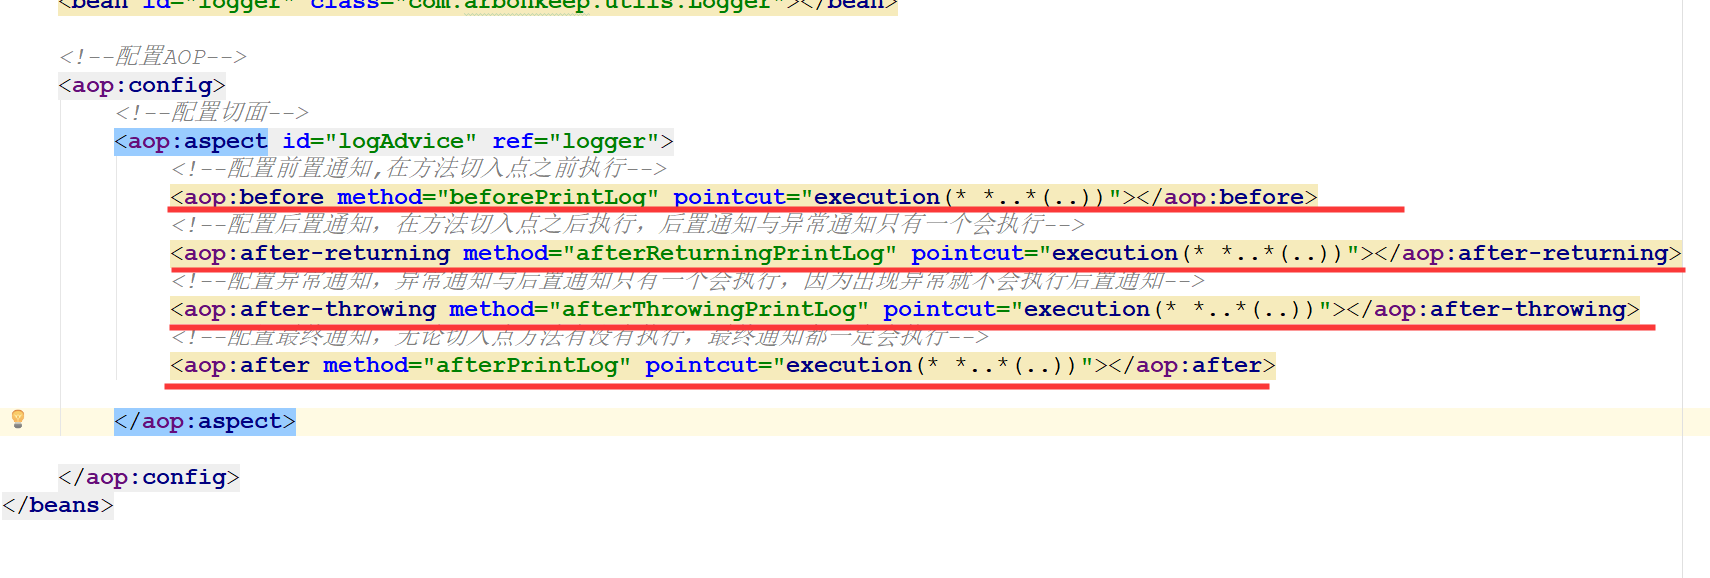 <bean id="logger" class="com.arbonkeep.utils.Logger"></bean>
<!--配置AOP-->
<aop:config>
<!--配置切面-->
<aop:aspect id="logAdvice" ref="logger">
<!--配置前置通知,在方法切入点之前执行-->
<aop:before method="beforePrintLog" pointcut="execution(* *..*(..))"></aop:before>
<!--配置后置通知，在方法切入点之后执行，后置通知与异常通知只有一个会执行-->
<aop:after-returning method="afterReturningPrintLog" pointcut="execution(* *..*(..))"></aop:after-returning>
<!--配置异常通知，异常通知与后置通知只有一个会执行，因为出现异常就不会执行后置通知-->
<aop:after-throwing method="afterThrowingPrintLog" pointcut="execution(* *..*(..))"></aop:after-throwing>
<!--配置最终通知，无论切入点方法有没有执行，最终通知都一定会执行-->
<aop:after method="afterPrintLog" pointcut="execution(* *..*(..))"></aop:after>
</aop:aspect>
</aop:config>
</beans>